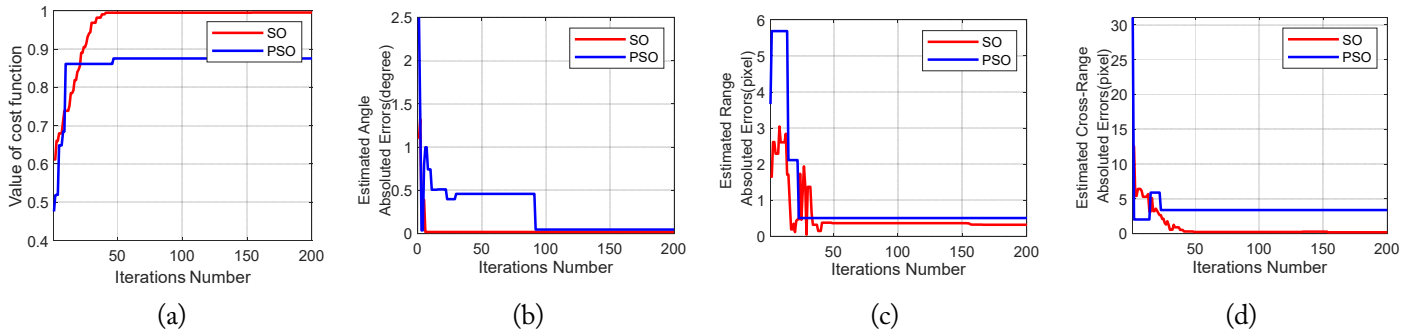 Value of cost function
1
0.9
0.8
0.7
0.6
0.5
0.4
SO
PSO
0
50
100
150
200
Iterations Number
(a)
Estimated Angle
Absoluted Errors(degree)
2.5
2
1.5
1
0.5
0
SO
PSO
0
50
100
150
200
Iterations Number
(b)
Estimated Range
Absoluted Errors(pixel)
6
5
4
3
2
1
0
SO
PSO
50
100
150
200
Iterations Number
(c)
Estimated Cross-Range
Absoluted Errors(pixel)
30
25
20
15
10
5
0
SO
PSO
50
100
150
200
Iterations Number
(d)